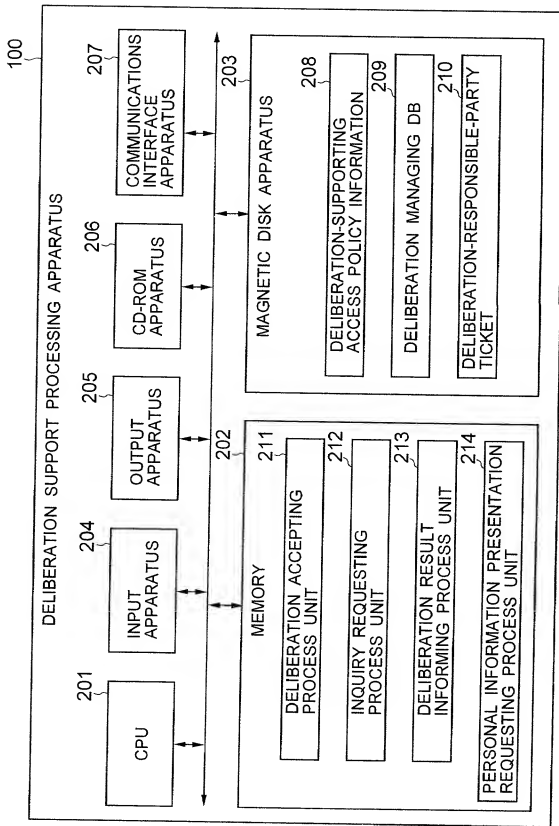 100
DELIBERATION SUPPORT PROCESSING APPARATUS
201
CPU
204
INPUT
APPARATUS
205
OUTPUT
APPARATUS
206
CD-ROM
APPARATUS
207
COMMUNICATIONS
INTERFACE
APPARATUS
202
MEMORY
211
DELIBERATION ACCEPTING
PROCESS UNIT
212
INQUIRY REQUESTING
PROCESS UNIT
213
DELIBERATION RESULT
INFORMING PROCESS UNIT
214
PERSONAL INFORMATION PRESENTATION
REQUESTING PROCESS UNIT
203
MAGNETIC DISK APPARATUS
208
DELIBERATION-SUPPORTING
ACCESS POLICY INFORMATION
209
DELIBERATION MANAGING DB
210
DELIBERATION-RESPONSIBLE-PARTY
TICKET